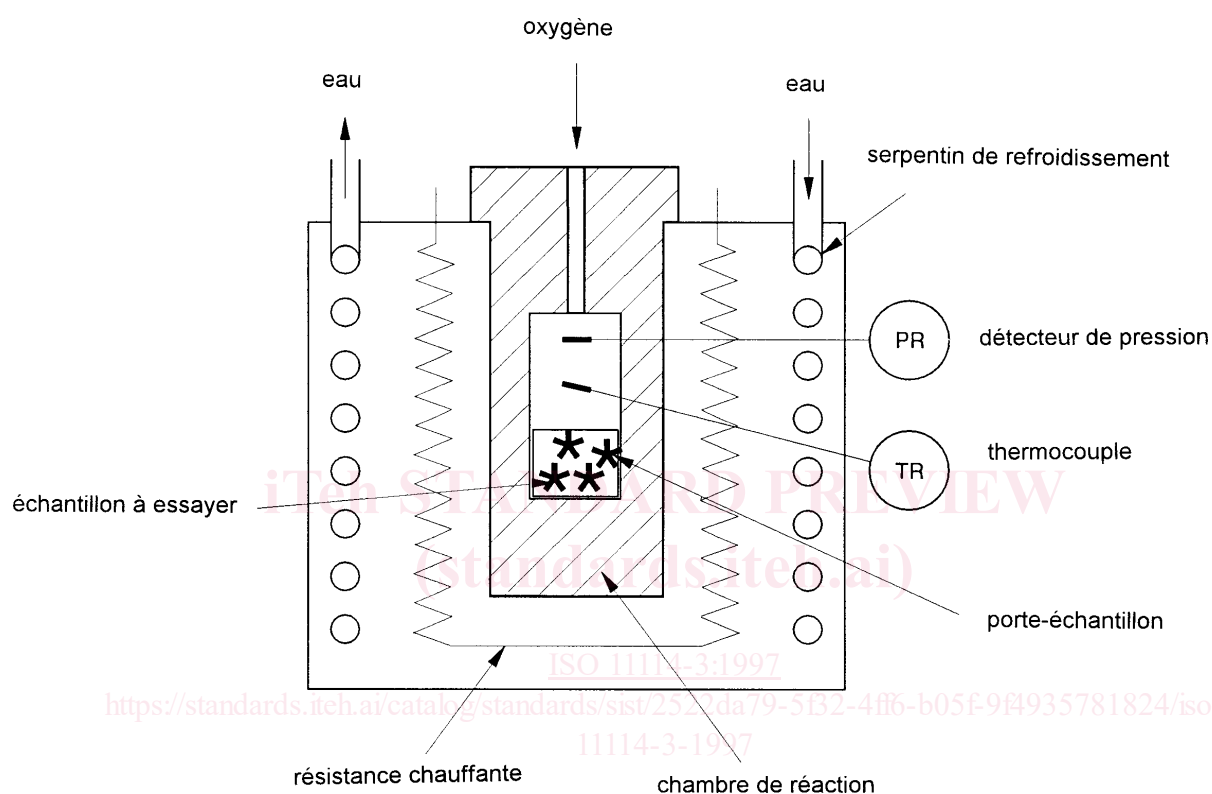 oxygène
eau
eau
serpentin de refroidissement
PR
détecteur de pression
thermocouple
TR
échantillon à essayer
iTeh STANDARD PREVIEW
(standards.iteh.ai)
porte-échantillon
ISO 11114-3:1997
https://standards.iteh.ai/catalog/standards/sist/2522da79-5f32-4ff6-b05f-9f4935781824/iso
11114-3-1997
résistance chauffante
chambre de réaction